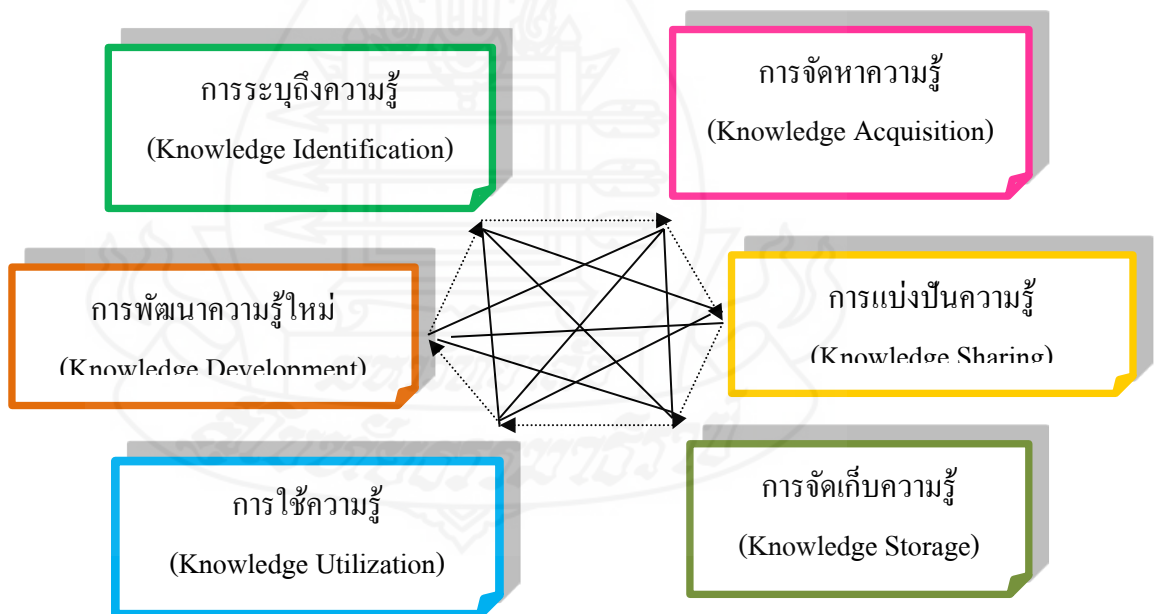 การระบุถึงความรู้
(Knowledge Identification)
การจัดหาความรู้
(Knowledge Acquisition)
การพัฒนาความรู้ใหม่
(Knowledge Development)
การแบ่งปันความรู้
(Knowledge Sharing)
การใช้ความรู้
(Knowledge Utilization)
การจัดเก็บความรู้
(Knowledge Storage)